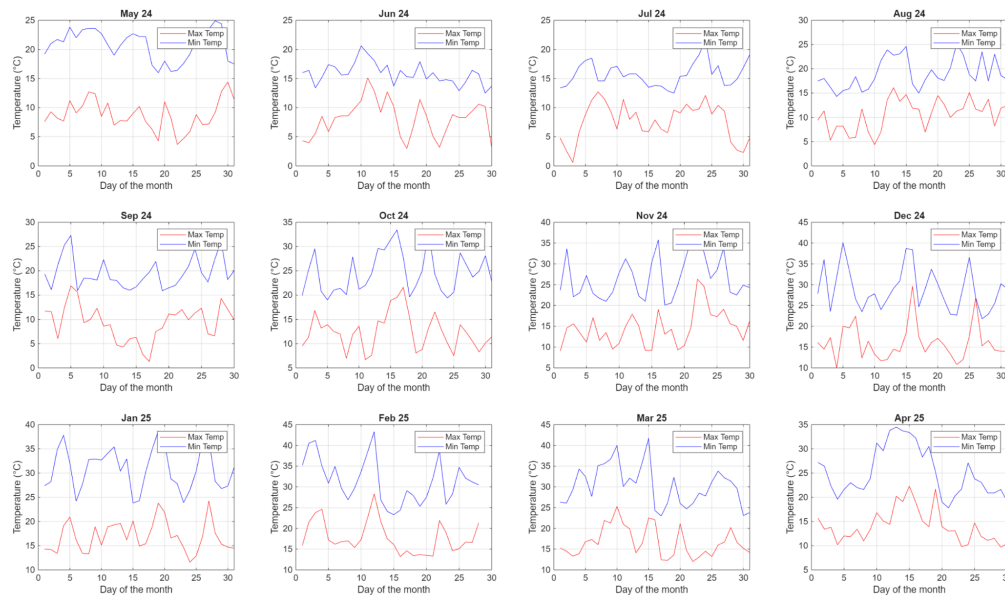 May 24
Temperature (°C)
25
20
15
10
5
0
Max Temp
Min Temp
0 5 10 15 20 25 30
Day of the month
Jun 24
Temperature (°C)
25
20
15
10
5
0
Max Temp
Min Temp
0 5 10 15 20 25 30
Day of the month
Jul 24
Temperature (°C)
25
20
15
10
5
0
Max Temp
Min Temp
0 5 10 15 20 25 30
Day of the month
Aug 24
Temperature (°C)
30
25
20
15
10
5
0
Max Temp
Min Temp
0 5 10 15 20 25 30
Day of the month
Sep 24
Temperature (°C)
30
25
20
15
10
5
0
Max Temp
Min Temp
0 5 10 15 20 25 30
Day of the month
Oct 24
Temperature (°C)
35
30
25
20
15
10
5
Max Temp
Min Temp
0 5 10 15 20 25 30
Day of the month
Nov 24
Temperature (°C)
40
35
30
25
20
15
10
5
Max Temp
Min Temp
0 5 10 15 20 25 30
Day of the month
Dec 24
Temperature (°C)
45
40
35
30
25
20
15
10
Max Temp
Min Temp
0 5 10 15 20 25 30
Day of the month
Jan 25
Temperature (°C)
40
35
30
25
20
15
10
Max Temp
Min Temp
0 5 10 15 20 25 30
Day of the month
Feb 25
Temperature (°C)
45
40
35
30
25
20
15
10
Max Temp
Min Temp
0 5 10 15 20 25 30
Day of the month
Mar 25
Temperature (°C)
45
40
35
30
25
20
15
10
Max Temp
Min Temp
0 5 10 15 20 25 30
Day of the month
Apr 25
Temperature (°C)
35
30
25
20
15
10
5
Max Temp
Min Temp
0 5 10 15 20 25 30
Day of the month